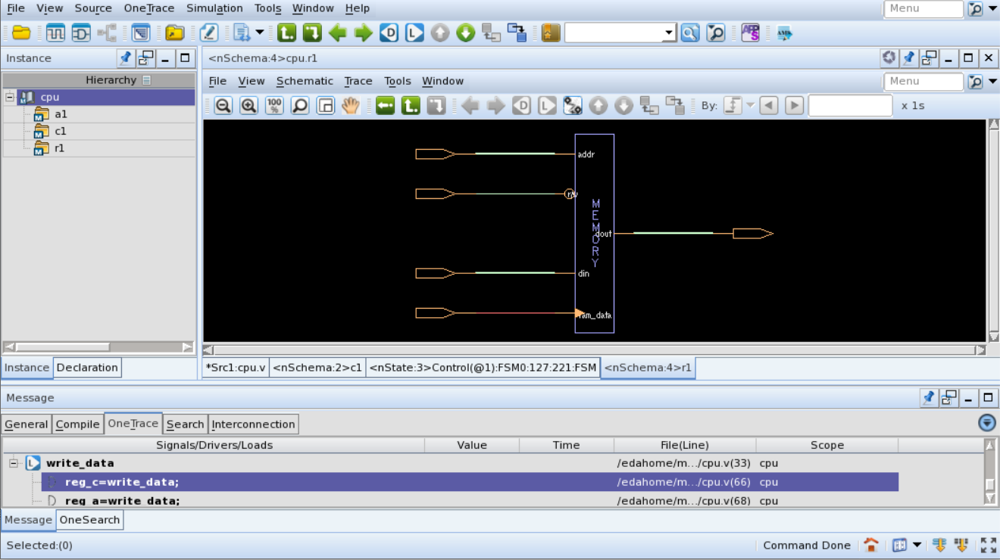 File View Source OneTrace Simulation Tools Window Help Menu
Instance
<nSchema:4>cpu.r1
Hierarchy
File View Schematic Trace Tools Window Menu
cpu
100 %
By: x 1s
a1
c1
r1
addr
r/w
MEMORY
dout
din
ram_data
Instance Declaration
*Src1:cpu.v <nSchema:2>c1 <nState:3>Control(@1):FSM0:127:221:FSM <nSchema:4>r1
Message
General Compile OneTrace Search Interconnection
Signals/Drivers/Loads Value Time File(Line) Scope
write_data /edahome/m.../cpu.v(33) cpu
reg_c=write_data; /edahome/m.../cpu.v(66) cpu
reg_a=write_data; /edahome/m.../cpu.v(68) cpu
Message OneSearch
Selected:(0) Command Done